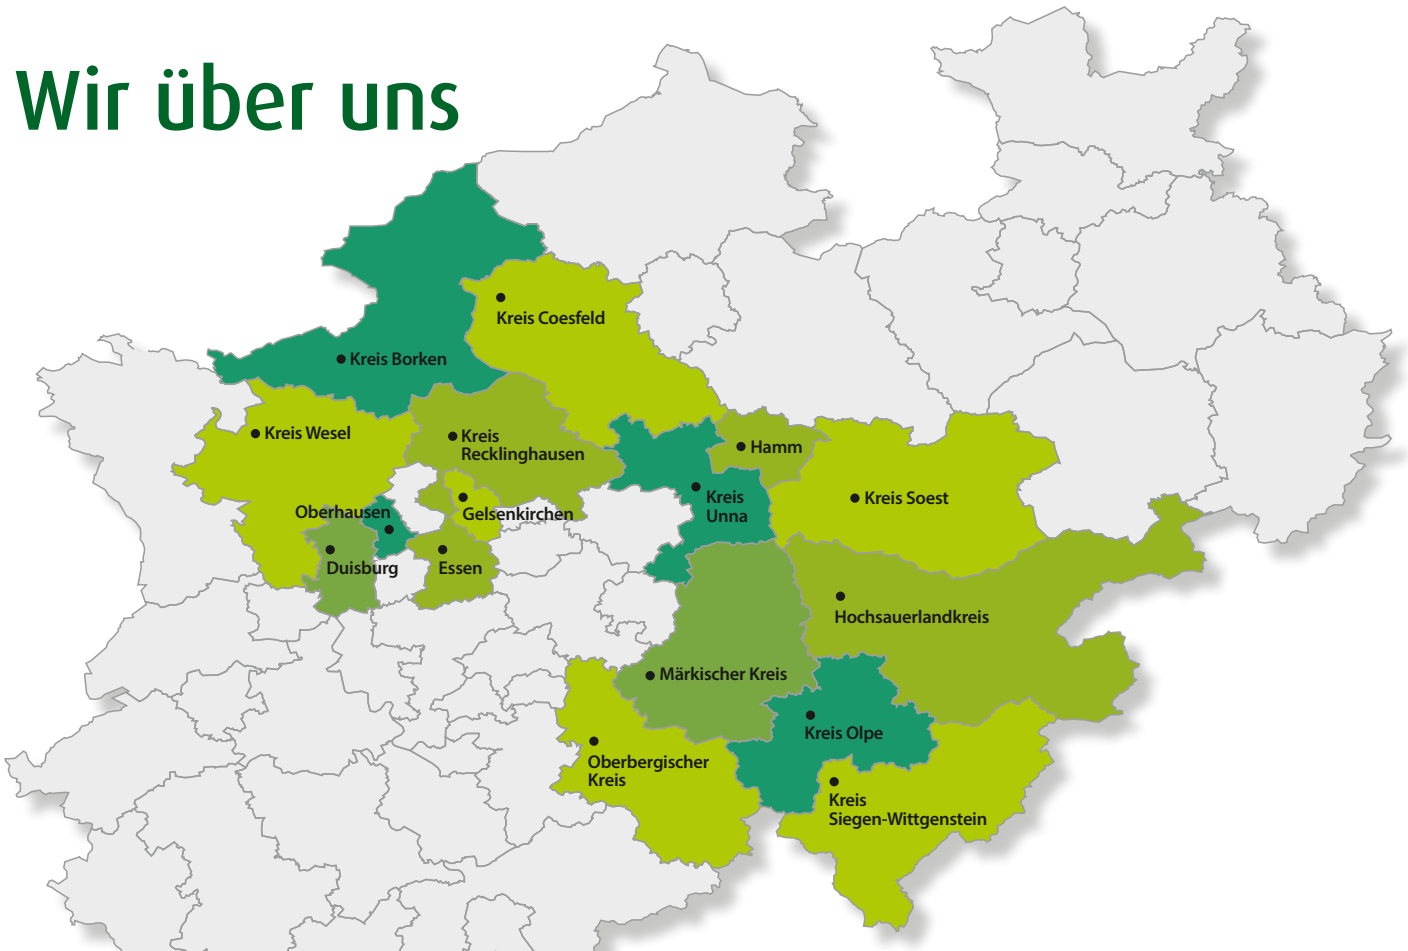 Wir über uns
Kreis Coesfeld
Kreis Borken
Kreis Wesel
Kreis
Recklinghausen
Hamm
Kreis
Unna
Kreis Soest
Oberhausen
Gelsenkirchen
Duisburg
Essen
Hochsauerlandkreis
Märkischer Kreis
Kreis Olpe
Oberbergischer
Kreis
Kreis
Siegen-Wittgenstein